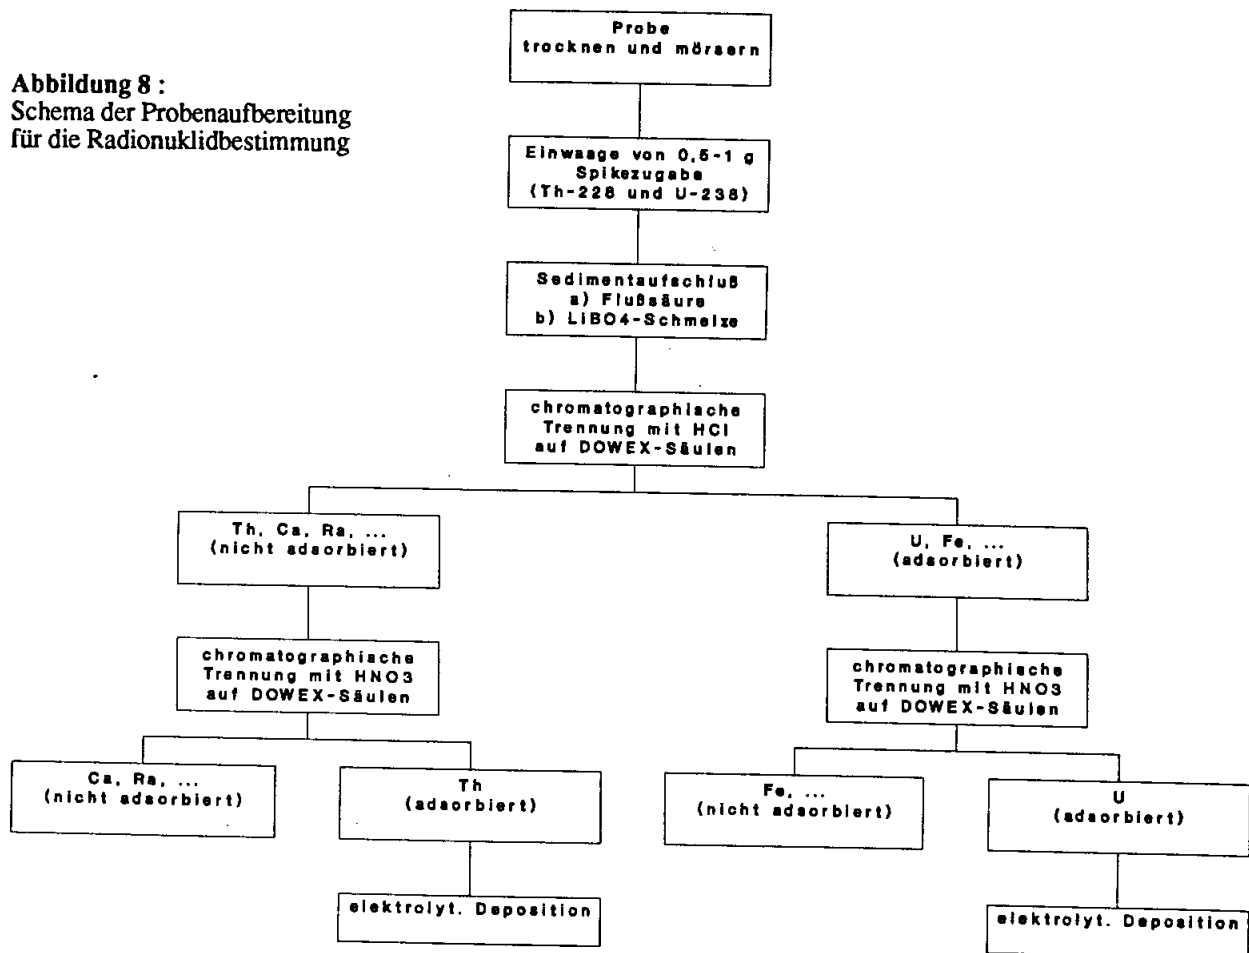 Abbildung 8 :
Schema der Probenaufbereitung
für die Radionuklidbestimmung
Probe
trocknen und mörsern
Einwaage von 0,5-1 g
Spikezugabe
(Th-228 und U-238)
Sedimentaufschluß
a) Flußsäure
b) LiBO4-Schmelze
chromatographische
Trennung mit HCl
auf DOWEX-Säulen
Th, Ca, Ra, ...
(nicht adsorbiert)
U, Fe, ...
(adsorbiert)
chromatographische
Trennung mit HNO3
auf DOWEX-Säulen
chromatographische
Trennung mit HNO3
auf DOWEX-Säulen
Ca, Ra, ...
(nicht adsorbiert)
Th
(adsorbiert)
Fe, ...
(nicht adsorbiert)
U
(adsorbiert)
elektrolyt. Deposition
elektrolyt. Deposition